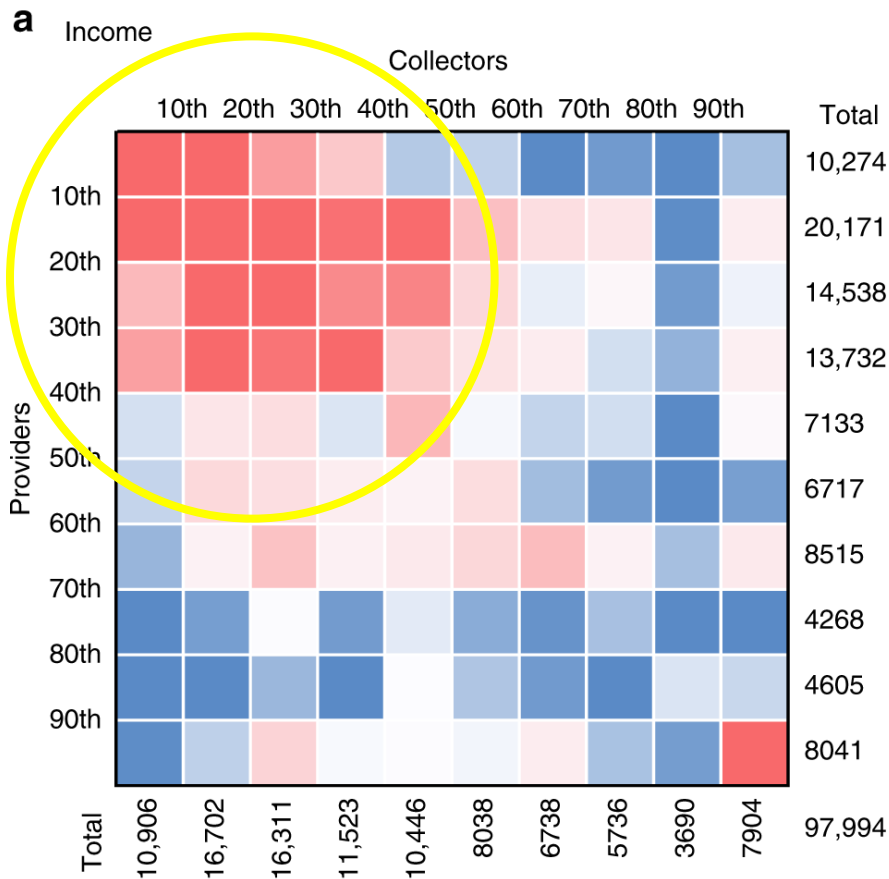 a
Income
Collectors
10th 20th 30th 40th 50th 60th 70th 80th 90th
Total
10,274
10th
20,171
20th
14,538
30th
13,732
40th
7133
Providers
50th
6717
60th
8515
70th
4268
80th
4605
90th
8041
Total
10,906
16,702
16,311
11,523
10,446
8038
6738
5736
3690
7904
97,994